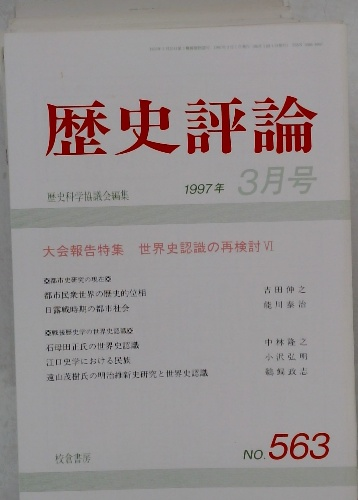 歴史評論
歴史科学協議会編集
1997年 3月号
大会報告特集 世界史認識の再検討Ⅵ
※都市史研究の現在※
都市民衆世界の歴史的位相 吉田伸之
日露戦時期の都市社会 能川泰治
※戦後歴史学の世界史認識※
石母田正氏の世界史認識 中林隆之
江口史学における民族 小沢弘明
遠山茂樹氏の明治維新史研究と世界史認識 鵜飼政志
校倉書房
NO.563